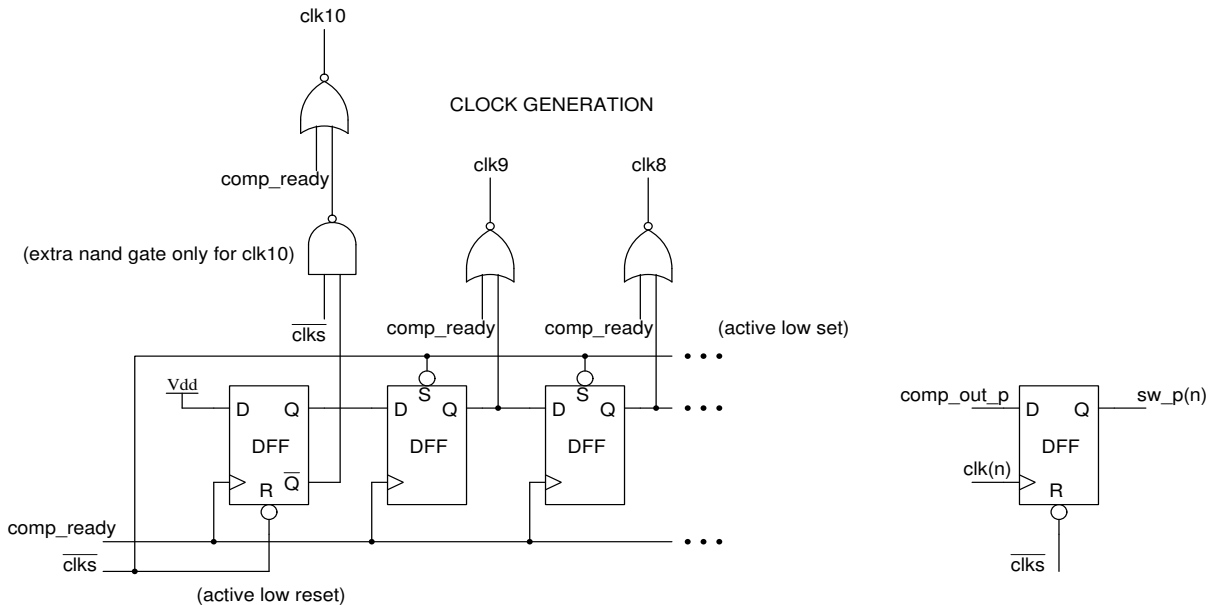 clk10
CLOCK GENERATION
clk9
clk8
comp_ready
(extra nand gate only for clk10)
clks
comp_ready
comp_ready
(active low set)
Vdd
D Q
DFF
Q
R
S
D Q
DFF
S
D Q
DFF
comp_out_p
D Q
sw_p(n)
DFF
clk(n)
R
clks
comp_ready
clks
(active low reset)